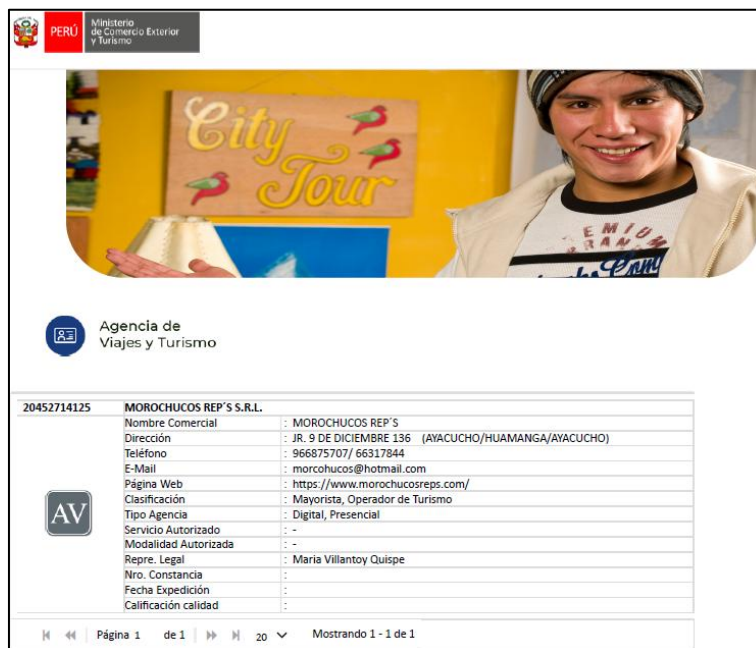 PERÚ
Ministerio
de Comercio Exterior
y Turismo
City
Tour
Agencia de
Viajes y Turismo
20452714125 MOROCHUCOS REP´S S.R.L.
Nombre Comercial : MOROCHUCOS REP´S
Dirección : JR. 9 DE DICIEMBRE 136 (AYACUCHO/HUAMANGA/AYACUCHO)
Teléfono : 966875707/ 66317844
E-Mail : morcohucos@hotmail.com
Página Web : https://www.morochucosreps.com/
Clasificación : Mayorista, Operador de Turismo
AV
Tipo Agencia : Digital, Presencial
Servicio Autorizado : -
Modalidad Autorizada : -
Repre. Legal : Maria Villantoy Quispe
Nro. Constancia :
Fecha Expedición :
Calificación calidad :
Página 1 de 1 20 Mostrando 1 - 1 de 1